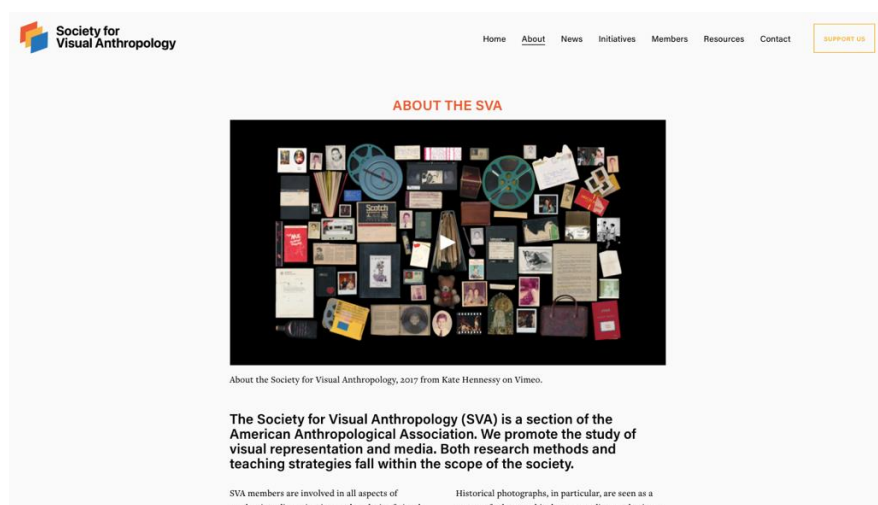 Society for
Visual Anthropology
Home About News Initiatives Members Resources Contact SUPPORT US
ABOUT THE SVA
Scotch
About the Society for Visual Anthropology, 2017 from Kate Hennessy on Vimeo.
The Society for Visual Anthropology (SVA) is a section of the
American Anthropological Association. We promote the study of
visual representation and media. Both research methods and
teaching strategies fall within the scope of the society.
SVA members are involved in all aspects of
Historical photographs, in particular, are seen as a